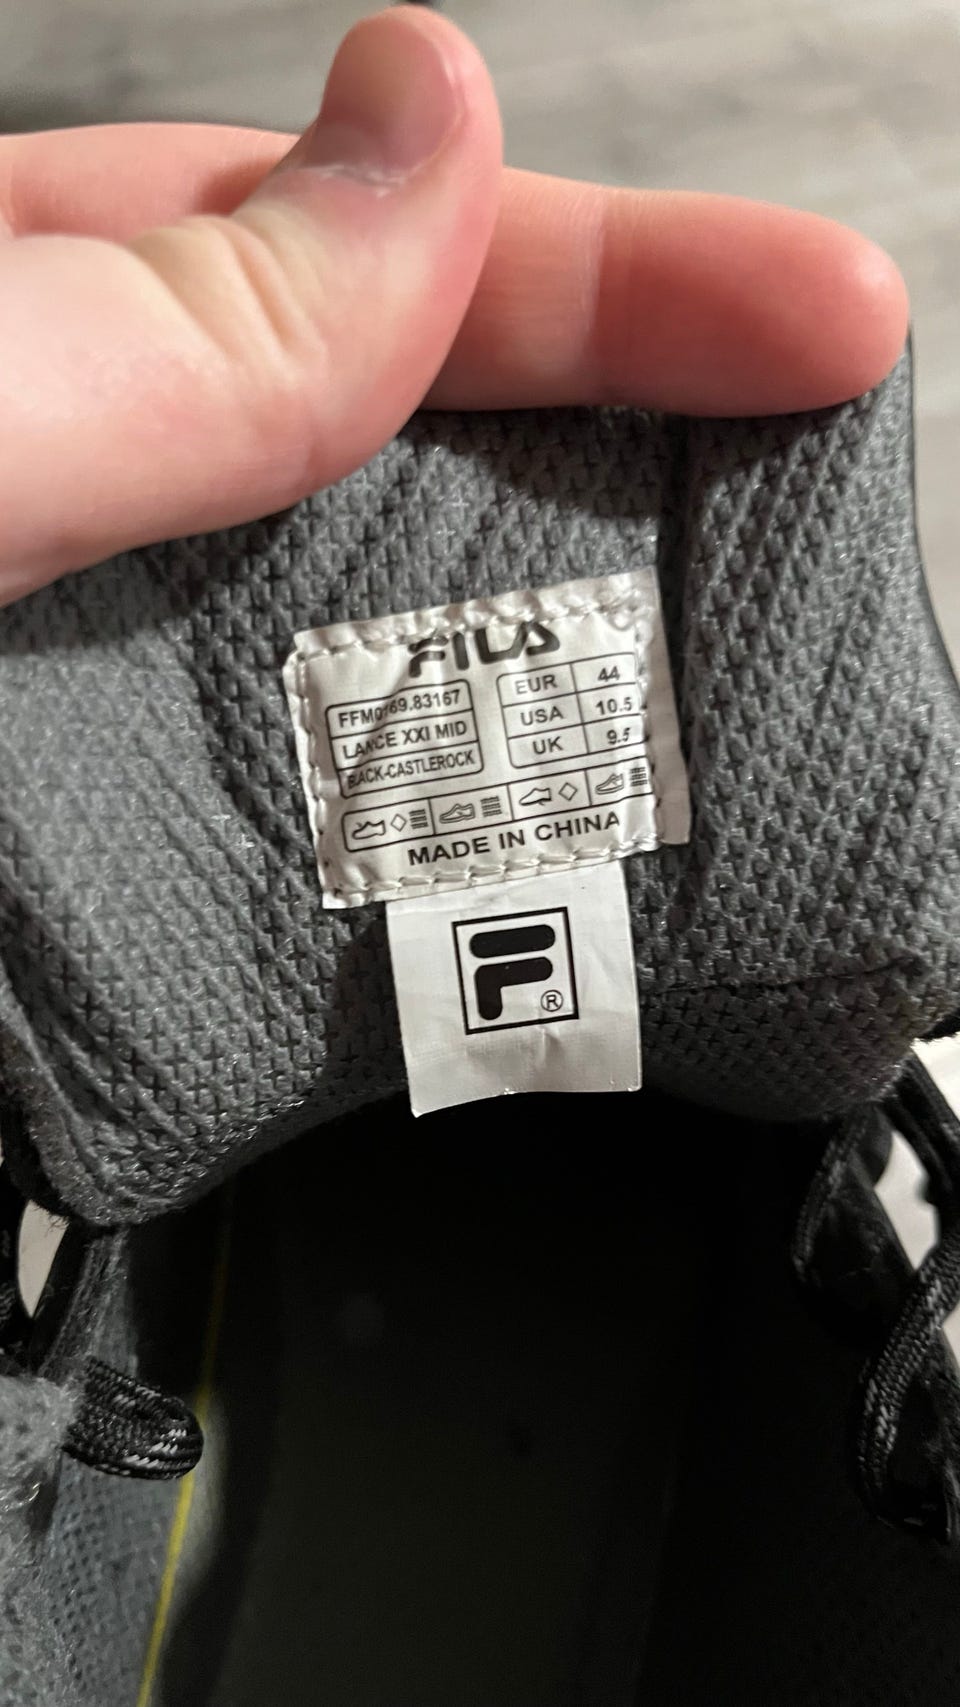 FILA
FFM0169.83167
LANCE XXI MID
BACK-CASTLEROCK
EUR 44
USA 10.5
UK 9.5
MADE IN CHINA
F ®